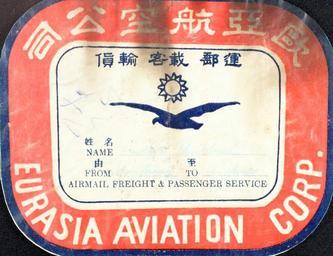 歐亞航空公司
運郵 載客 輸貨
姓名
NAME
由 至
FROM TO
AIRMAIL FREIGHT & PASSENGER SERVICE
EURASIA AVIATION CORP.